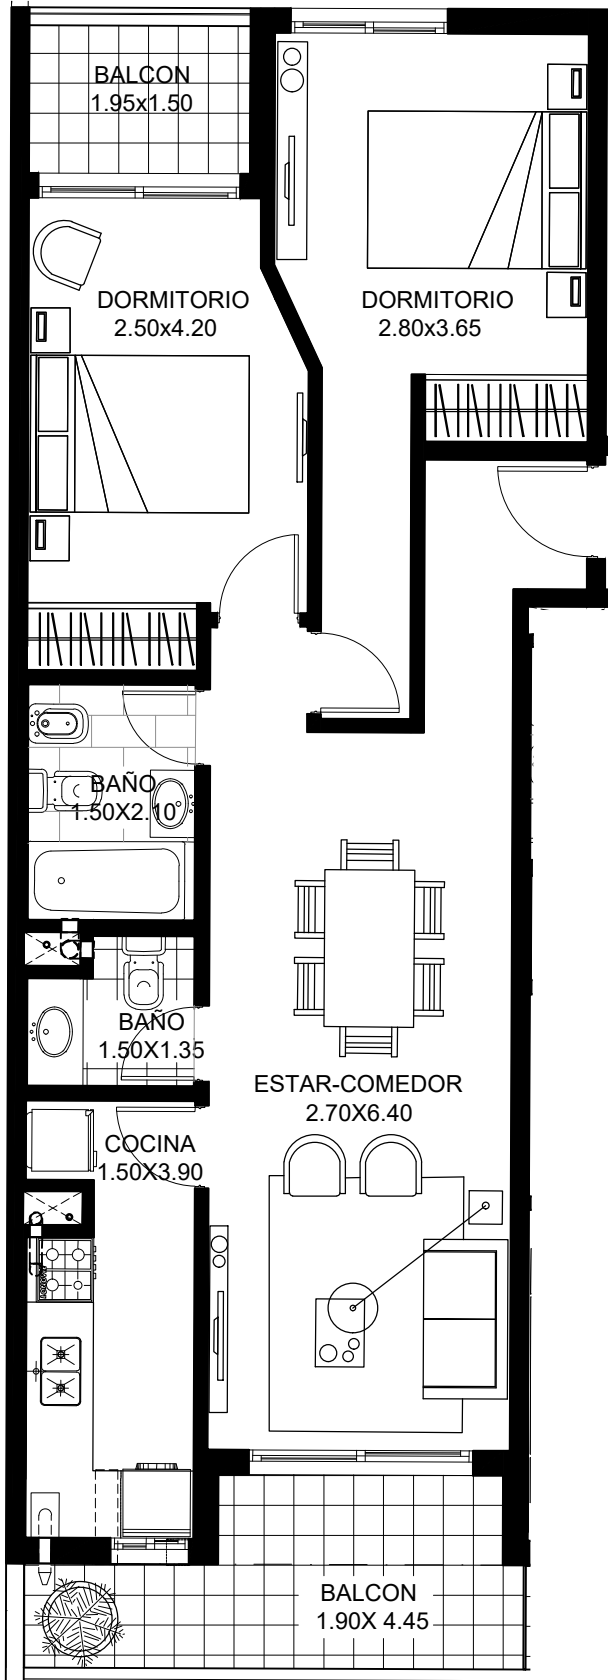 BALCON
1.95x1.50
DORMITORIO
2.50x4.20
DORMITORIO
2.80x3.65
BAÑO
1.50X2.10
BAÑO
1.50X1.35
ESTAR-COMEDOR
2.70X6.40
COCINA
1.50X3.90
BALCON
1.90X 4.45